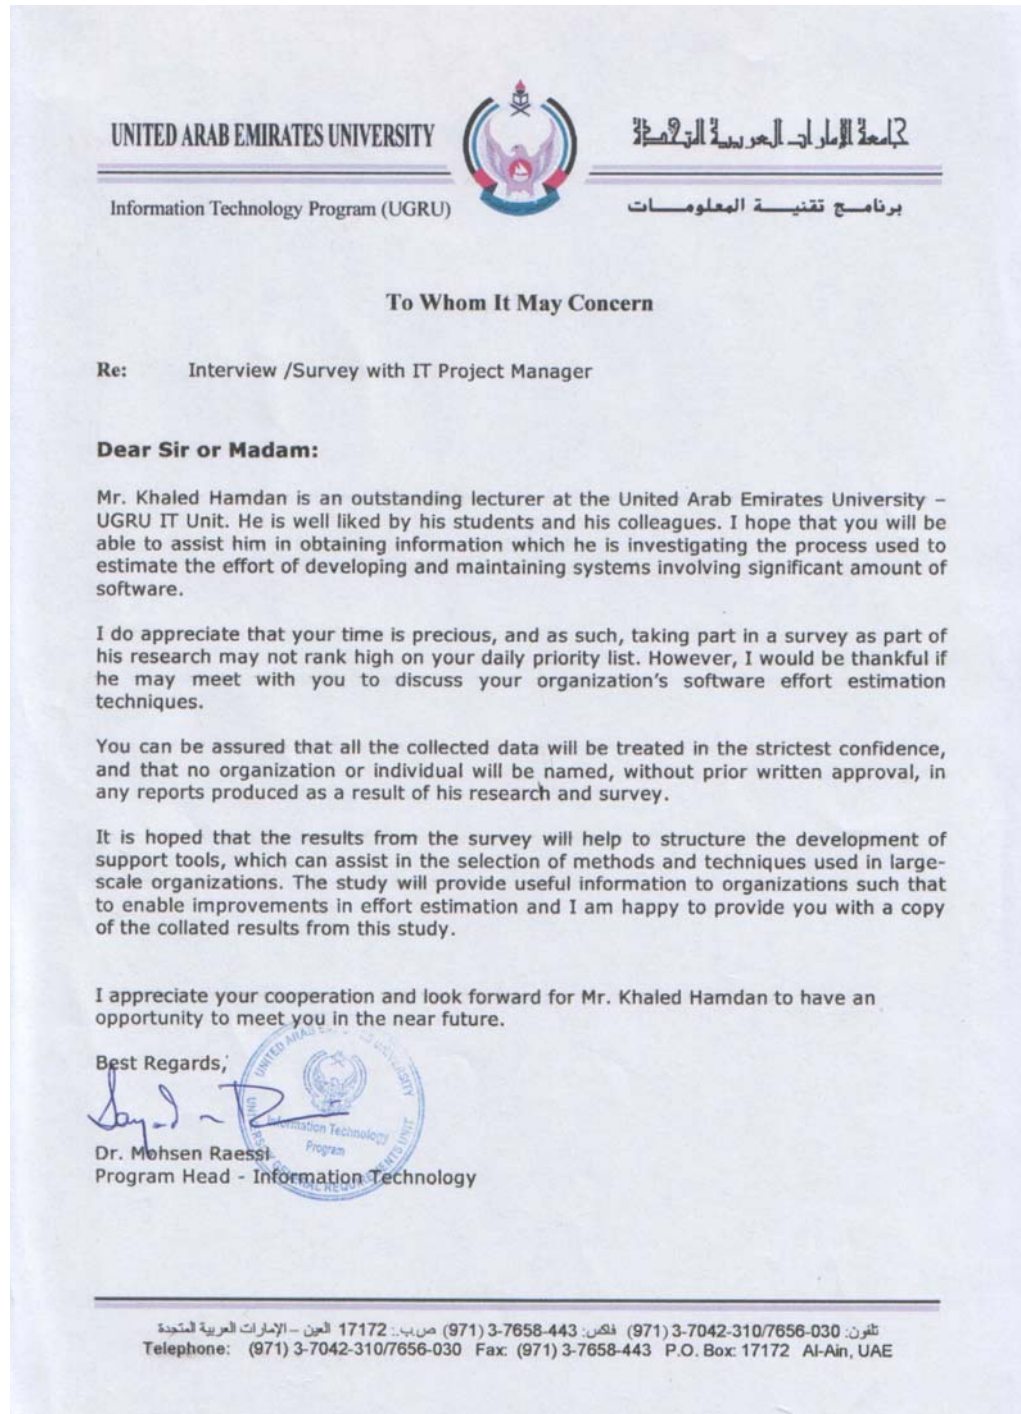 UNITED ARAB EMIRATES UNIVERSITY
جامعة الإمارات العربية المتحدة
Information Technology Program (UGRU)
برنامـــج تقنيـــــة المعلومـــــات
To Whom It May Concern
Re: Interview /Survey with IT Project Manager
Dear Sir or Madam:
Mr. Khaled Hamdan is an outstanding lecturer at the United Arab Emirates University –
UGRU IT Unit. He is well liked by his students and his colleagues. I hope that you will be
able to assist him in obtaining information which he is investigating the process used to
estimate the effort of developing and maintaining systems involving significant amount of
software.
I do appreciate that your time is precious, and as such, taking part in a survey as part of
his research may not rank high on your daily priority list. However, I would be thankful if
he may meet with you to discuss your organization's software effort estimation
techniques.
You can be assured that all the collected data will be treated in the strictest confidence,
and that no organization or individual will be named, without prior written approval, in
any reports produced as a result of his research and survey.
It is hoped that the results from the survey will help to structure the development of
support tools, which can assist in the selection of methods and techniques used in large-
scale organizations. The study will provide useful information to organizations such that
to enable improvements in effort estimation and I am happy to provide you with a copy
of the collated results from this study.
I appreciate your cooperation and look forward for Mr. Khaled Hamdan to have an
opportunity to meet you in the near future.
Best Regards,
UNITED ARAB UNIVERSITY
Information Technology
Program
UNIVERSITY GENERAL REQUIREMENTS UNIT
Dr. Mohsen Raessi
Program Head - Information Technology
تلفون: 030-7656/310-7042-3 (971) فاكس: 443-7658-3 (971) ص.ب.: 17172 العين – الإمارات العربية المتحدة
Telephone: (971) 3-7042-310/7656-030 Fax: (971) 3-7658-443 P.O. Box: 17172 Al-Ain, UAE